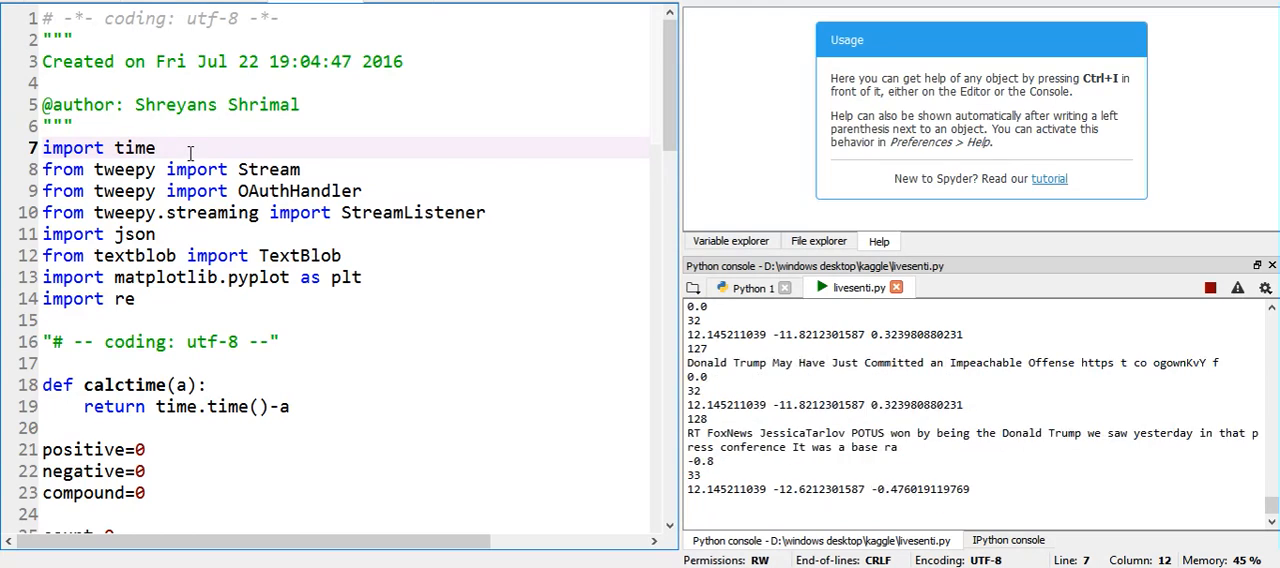 1 # -*- coding: utf-8 -*-
2 """
3 Created on Fri Jul 22 19:04:47 2016
4
5 @author: Shreyans Shrimal
6 """
7 import time
8 from tweepy import Stream
9 from tweepy import OAuthHandler
10 from tweepy.streaming import StreamListener
11 import json
12 from textblob import TextBlob
13 import matplotlib.pyplot as plt
14 import re
15
16 "# -- coding: utf-8 --"
17
18 def calctime(a):
19     return time.time()-a
20
21 positive=0
22 negative=0
23 compound=0
24
Usage
Here you can get help of any object by pressing Ctrl+I in
front of it, either on the Editor or the Console.
Help can also be shown automatically after writing a left
parenthesis next to an object. You can activate this
behavior in Preferences > Help.
New to Spyder? Read our tutorial
Variable explorer File explorer Help
Python console - D:\windows desktop\kaggle\livesenti.py
Python 1 livesenti.py
0.0
32
12.145211039 -11.8212301587 0.323980880231
127
Donald Trump May Have Just Committed an Impeachable Offense https t co ogownKvY f
0.0
32
12.145211039 -11.8212301587 0.323980880231
128
RT FoxNews JessicaTarlov POTUS won by being the Donald Trump we saw yesterday in that p
ress conference It was a base ra
-0.8
33
12.145211039 -12.6212301587 -0.476019119769
Python console - D:\windows desktop\kaggle\livesenti.py IPython console
Permissions: RW End-of-lines: CRLF Encoding: UTF-8 Line: 7 Column: 12 Memory: 45 %